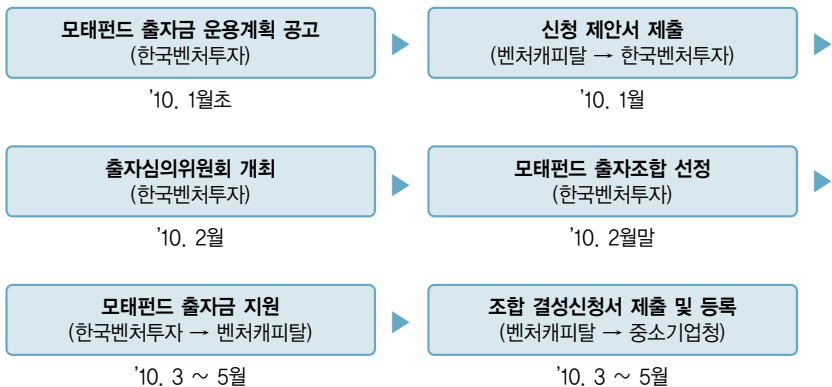 모태펀드 출자금 운용계획 공고
(한국벤처투자)
'10. 1월초
신청 제안서 제출
(벤처캐피탈 → 한국벤처투자)
'10. 1월
출자심의위원회 개최
(한국벤처투자)
'10. 2월
모태펀드 출자조합 선정
(한국벤처투자)
'10. 2월말
모태펀드 출자금 지원
(한국벤처투자 → 벤처캐피탈)
'10. 3 ~ 5월
조합 결성신청서 제출 및 등록
(벤처캐피탈 → 중소기업청)
'10. 3 ~ 5월